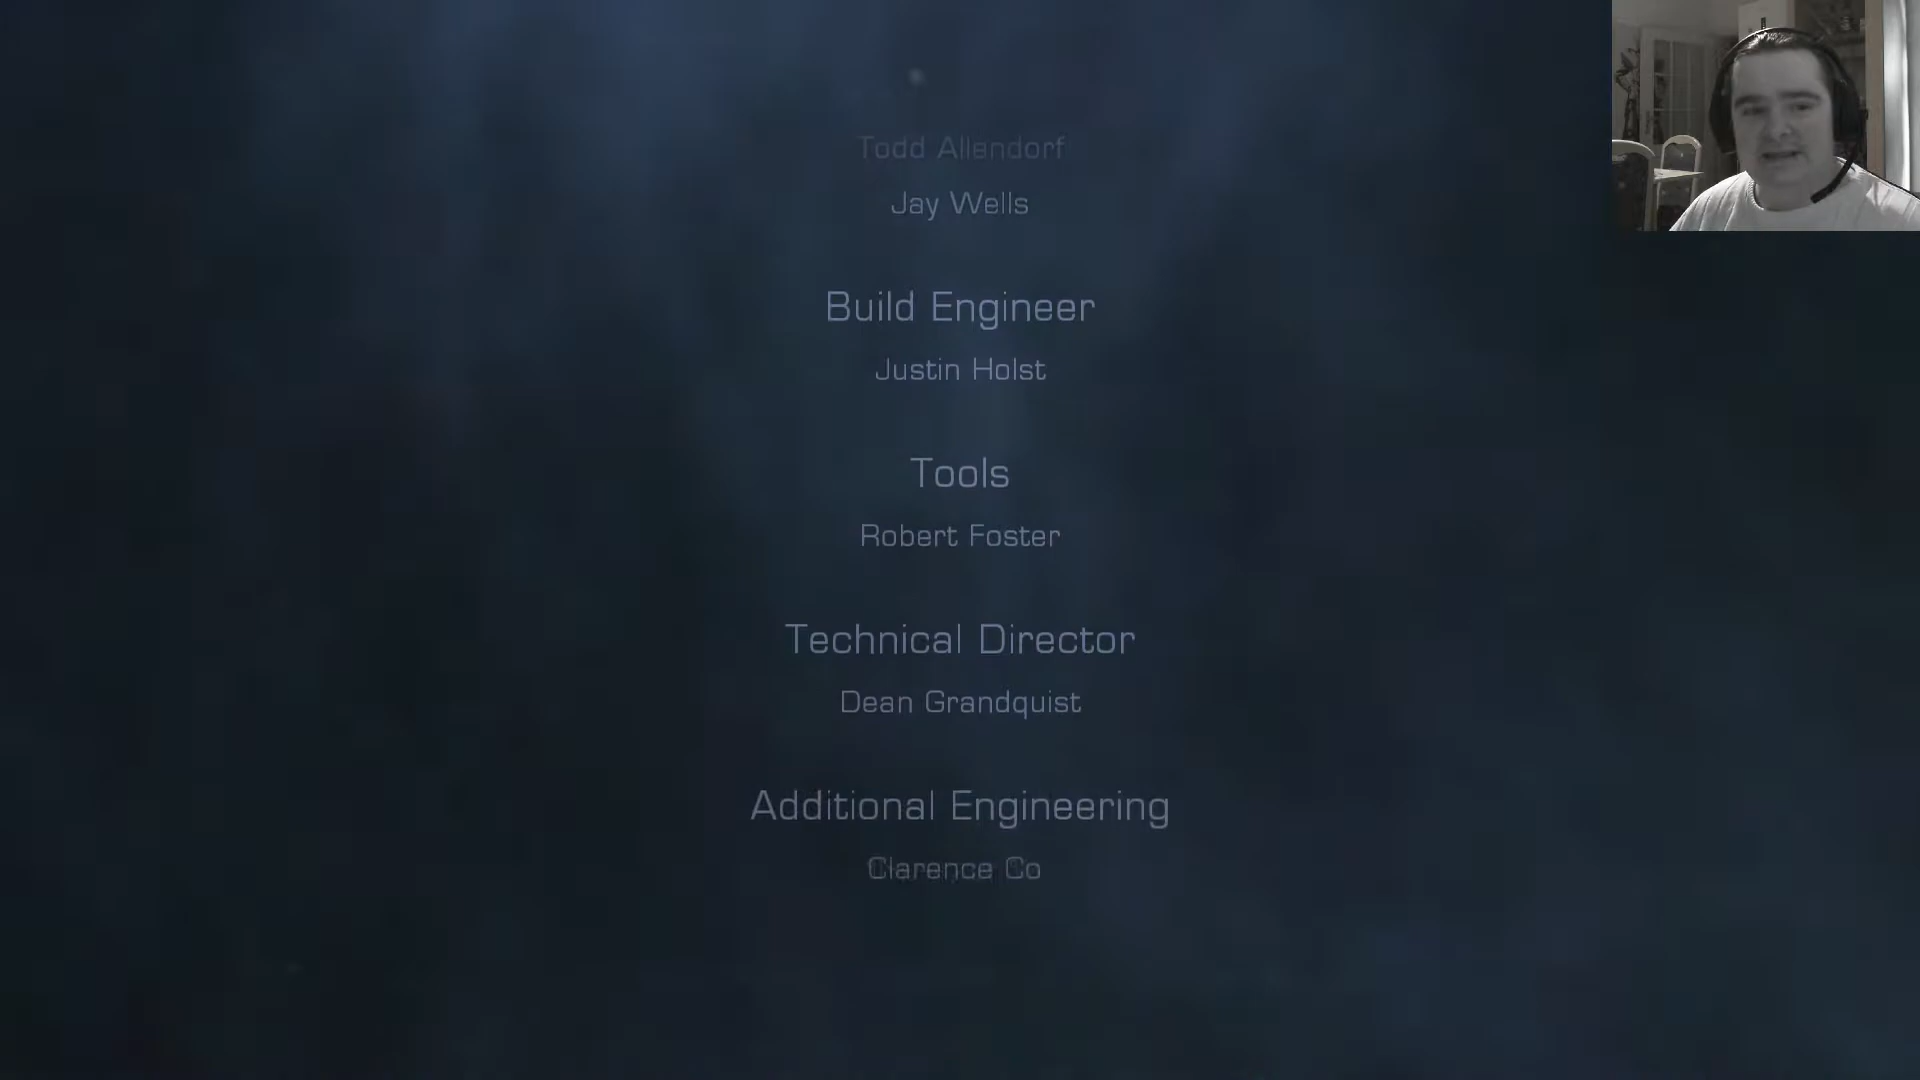 Todd Allendorf
Jay Wells
Build Engineer
Justin Holst
Tools
Robert Foster
Technical Director
Dean Grandquist
Additional Engineering
Clarence Co